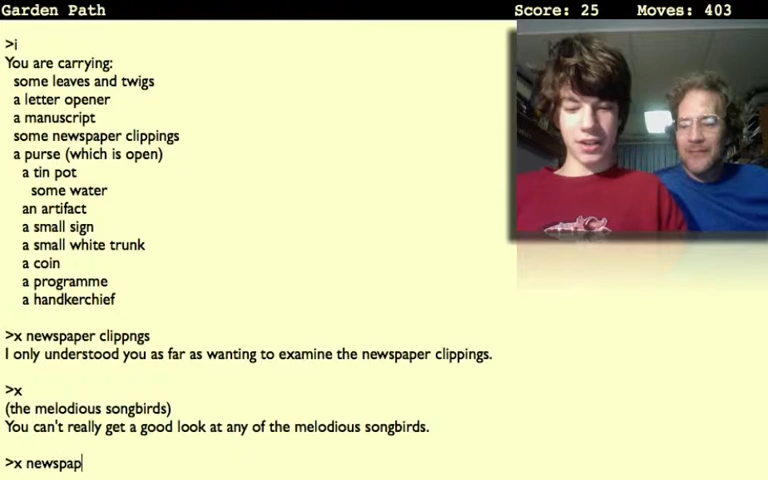 Garden Path Score: 25 Moves: 403
>i
You are carrying:
some leaves and twigs
a letter opener
a manuscript
some newspaper clippings
a purse (which is open)
a tin pot
some water
an artifact
a small sign
a small white trunk
a coin
a programme
a handkerchief
>x newspaper clippngs
I only understood you as far as wanting to examine the newspaper clippings.
>x
(the melodious songbirds)
You can't really get a good look at any of the melodious songbirds.
>x newspap